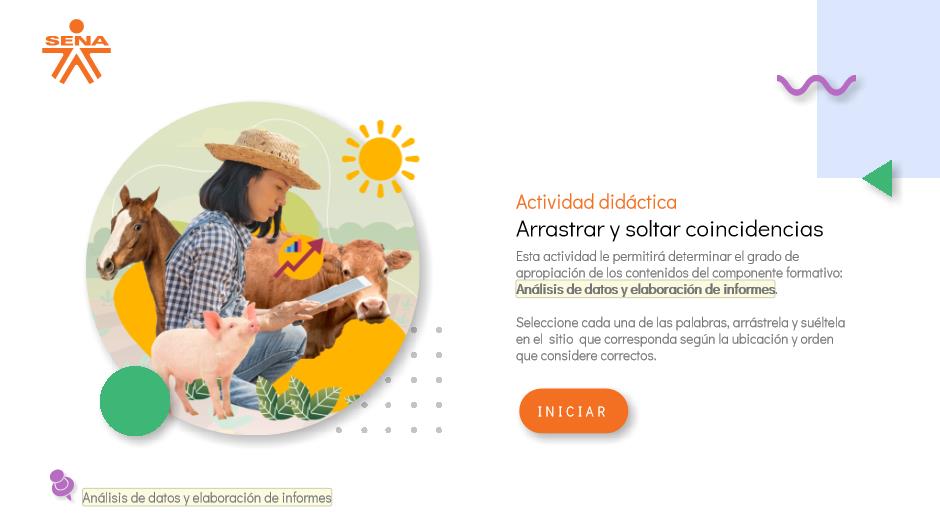 SENA
Actividad didáctica
Arrastrar y soltar coincidencias
Esta actividad le permitirá determinar el grado de
apropiación de los contenidos del componente formativo:
Análisis de datos y elaboración de informes.
Seleccione cada una de las palabras, arrástrela y suéltela
en el sitio que corresponda según la ubicación y orden
que considere correctos.
INICIAR
Análisis de datos y elaboración de informes